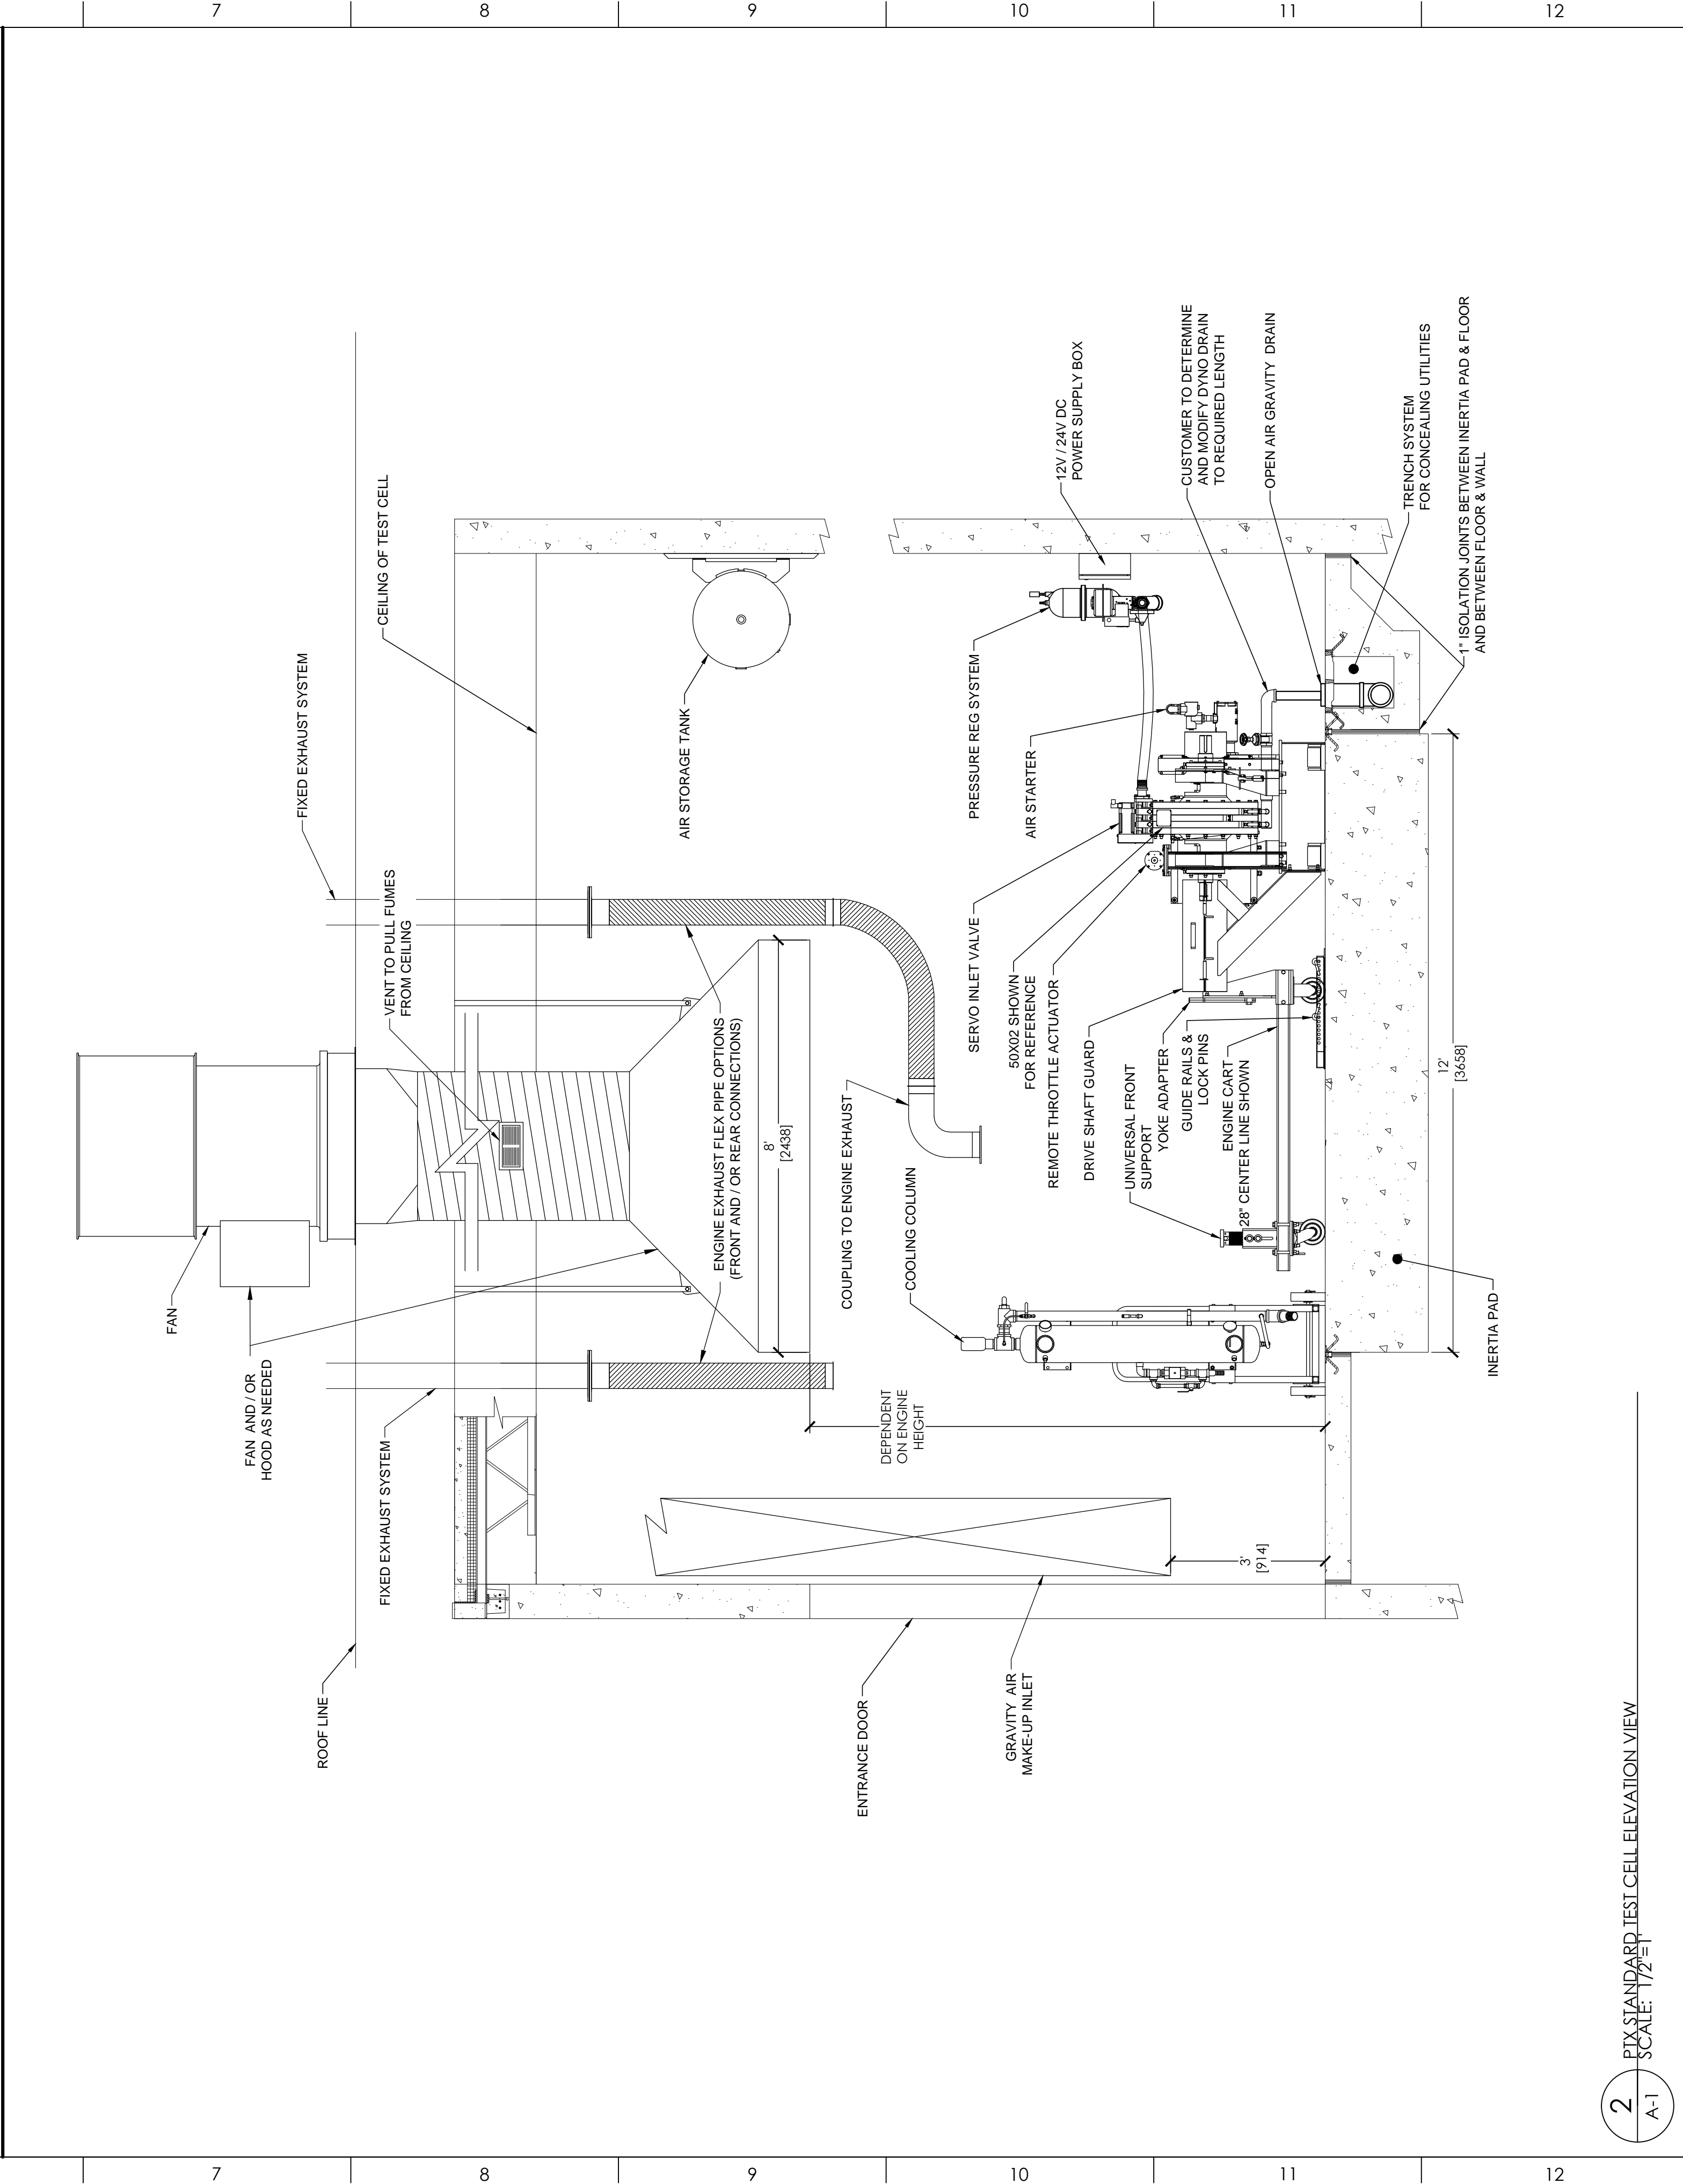 7
8
9
10
11
12
FAN
FAN AND / OR
HOOD AS NEEDED
ROOF LINE
FIXED EXHAUST SYSTEM
FIXED EXHAUST SYSTEM
CEILING OF TEST CELL
VENT TO PULL FUMES
FROM CEILING
AIR STORAGE TANK
ENGINE EXHAUST FLEX PIPE OPTIONS
(FRONT AND / OR REAR CONNECTIONS)
8'
[2438]
COUPLING TO ENGINE EXHAUST
COOLING COLUMN
DEPENDENT
ON ENGINE
HEIGHT
ENTRANCE DOOR
GRAVITY AIR
MAKE-UP INLET
3'
[914]
PRESSURE REG SYSTEM
SERVO INLET VALVE
AIR STARTER
50X02 SHOWN
FOR REFERENCE
REMOTE THROTTLE ACTUATOR
DRIVE SHAFT GUARD
UNIVERSAL FRONT
SUPPORT
YOKE ADAPTER
GUIDE RAILS &
LOCK PINS
ENGINE CART
28" CENTER LINE SHOWN
12V / 24V DC
POWER SUPPLY BOX
CUSTOMER TO DETERMINE
AND MODIFY DYNO DRAIN
TO REQUIRED LENGTH
OPEN AIR GRAVITY DRAIN
TRENCH SYSTEM
FOR CONCEALING UTILITIES
1" ISOLATION JOINTS BETWEEN INERTIA PAD & FLOOR
AND BETWEEN FLOOR & WALL
12'
[3658]
INERTIA PAD
2
A-1
PTX STANDARD TEST CELL ELEVATION VIEW
SCALE: 1/2"=1'
7
8
9
10
11
12